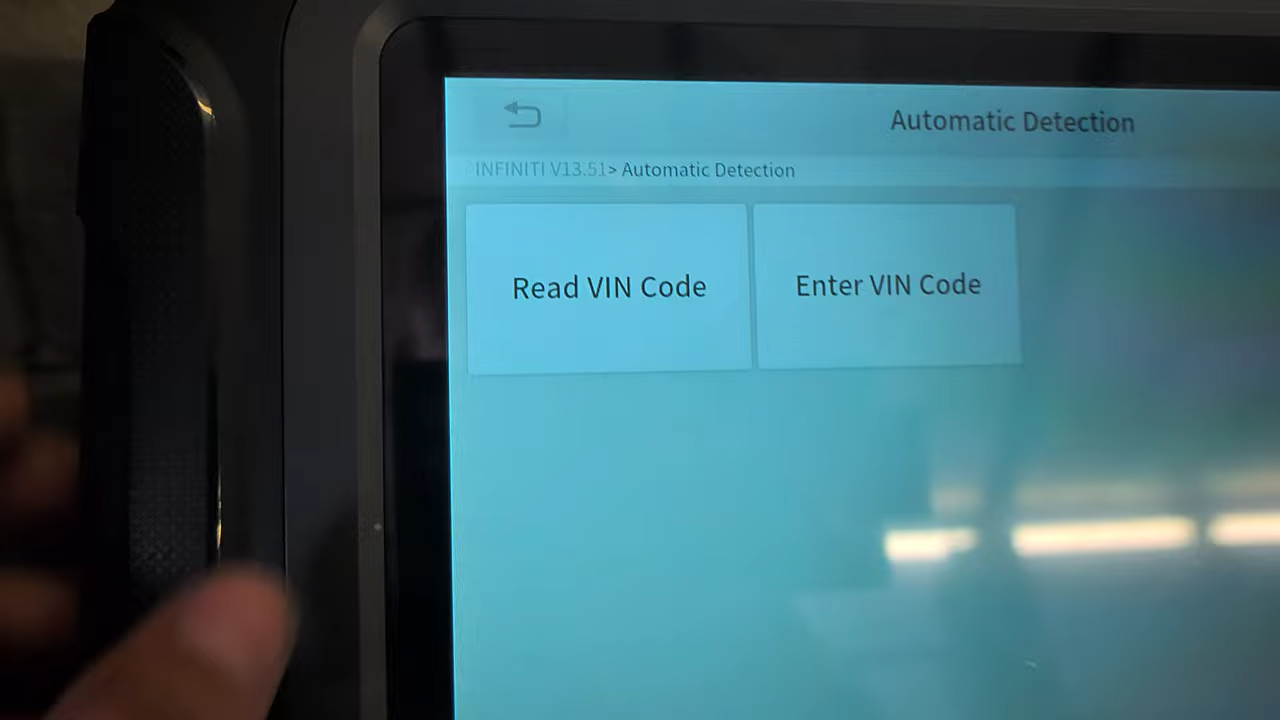 Automatic Detection
INFINITI V13.51> Automatic Detection
Read VIN Code
Enter VIN Code